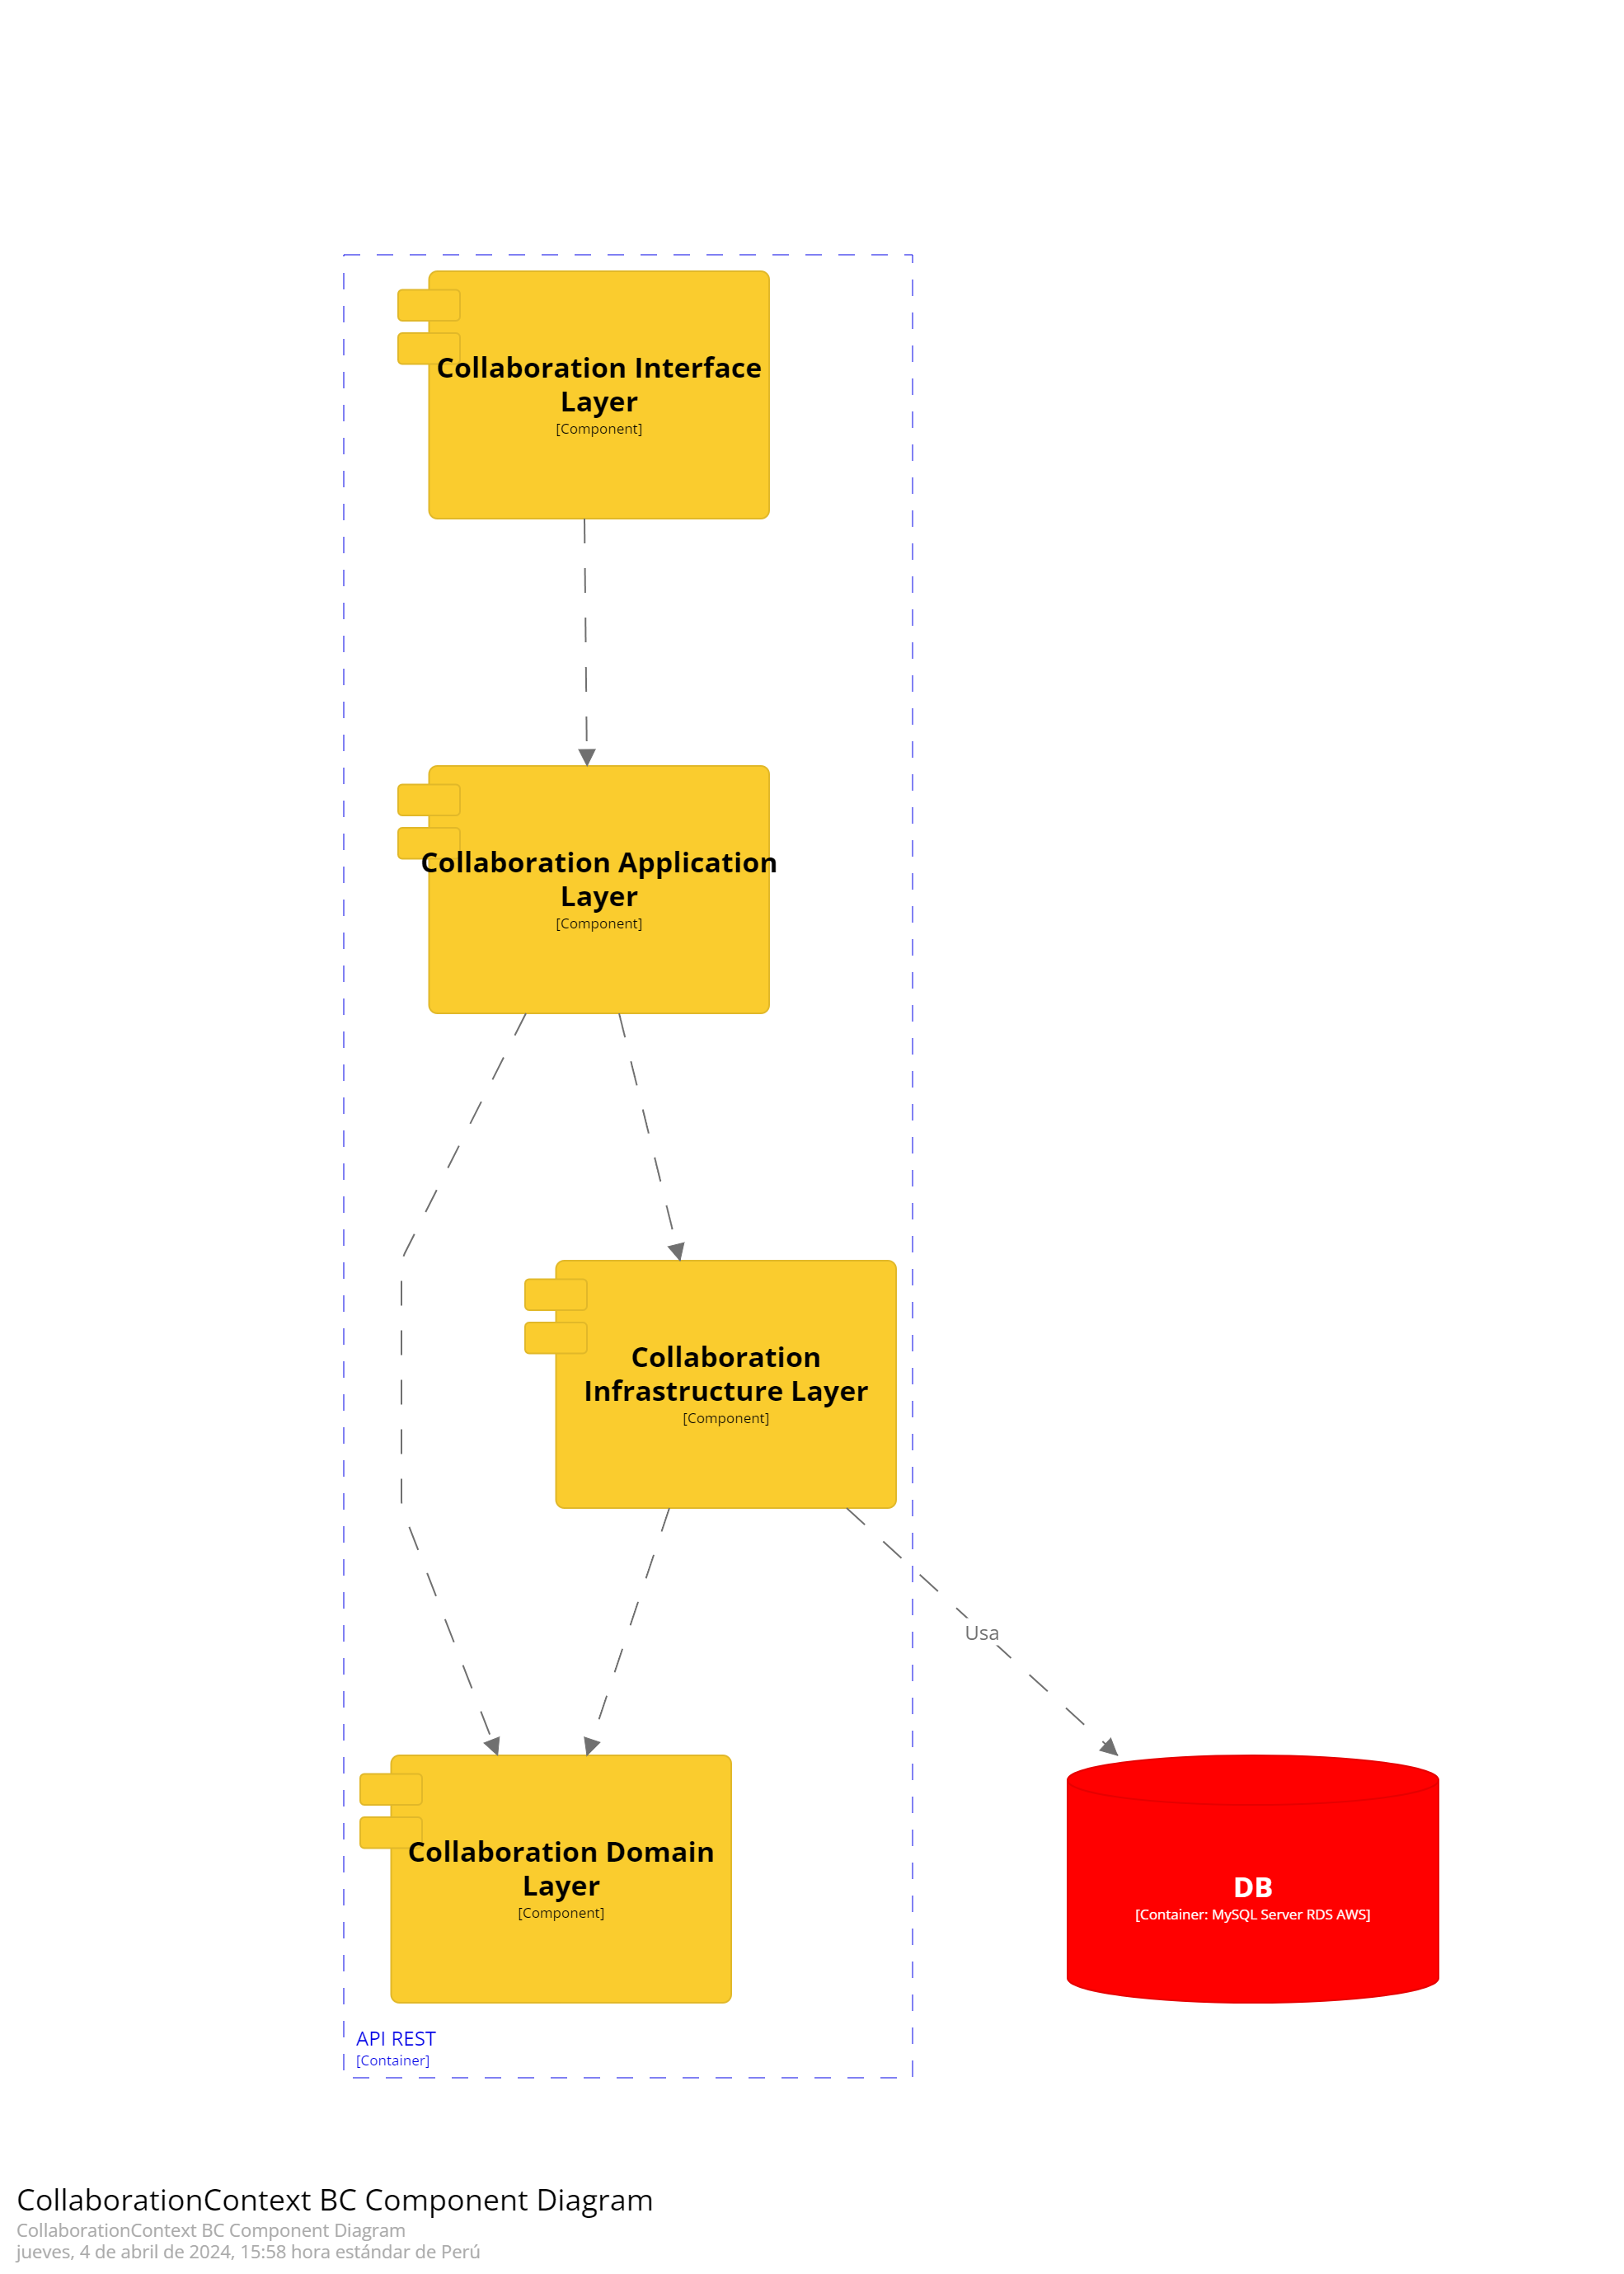 Collaboration Interface
Layer
[Component]
Collaboration Application
Layer
[Component]
Collaboration
Infrastructure Layer
[Component]
Usa
Collaboration Domain
Layer
[Component]
DB
[Container: MySQL Server RDS AWS]
API REST
[Container]
CollaborationContext BC Component Diagram
CollaborationContext BC Component Diagram
jueves, 4 de abril de 2024, 15:58 hora estándar de Perú